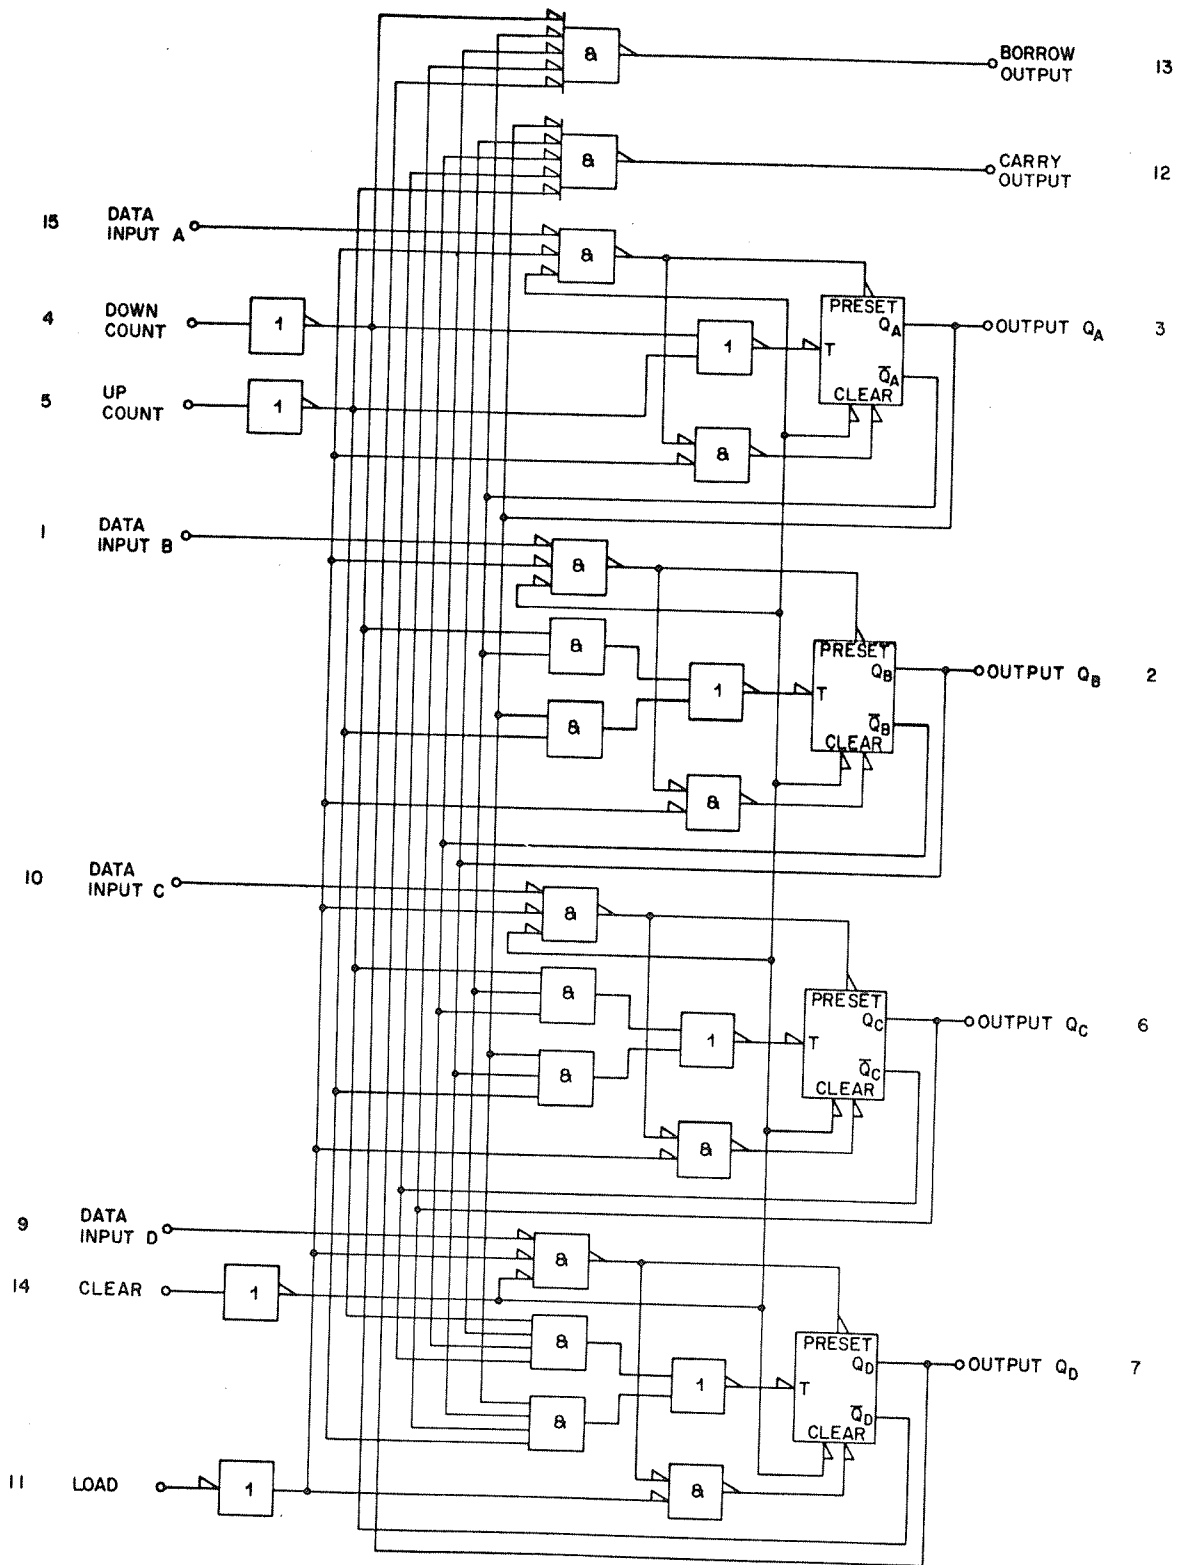 &
BORROW
OUTPUT 13
&
CARRY
OUTPUT 12
15 DATA
INPUT A
&
4 DOWN
COUNT
1
1
PRESET
T
Q̅A
QA
CLEAR
OUTPUT QA 3
5 UP
COUNT
1
&
1 DATA
INPUT B
&
&
&
1
PRESET
T
QB
Q̅B
CLEAR
OUTPUT QB 2
&
10 DATA
INPUT C
&
&
&
1
PRESET
T
QC
Q̅C
CLEAR
OUTPUT QC 6
&
9 DATA
INPUT D
&
14 CLEAR
1
&
&
1
PRESET
T
QD
Q̅D
CLEAR
OUTPUT QD 7
11 LOAD
1
&